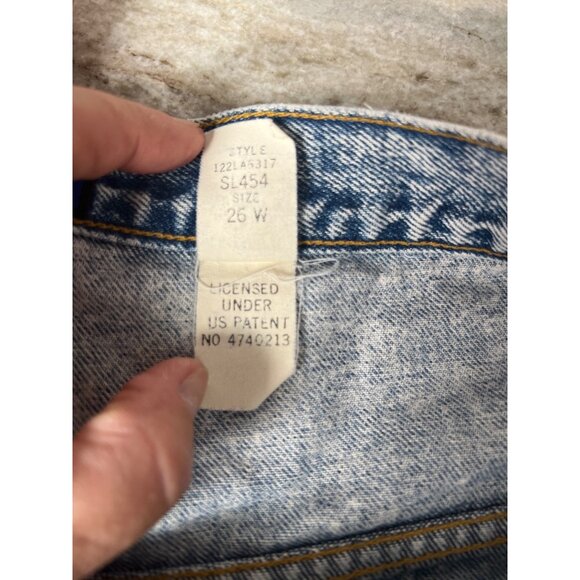 STYLE
122LA6317
SL454
SIZE
26 W
LICENSED
UNDER
US PATENT
NO 4740213